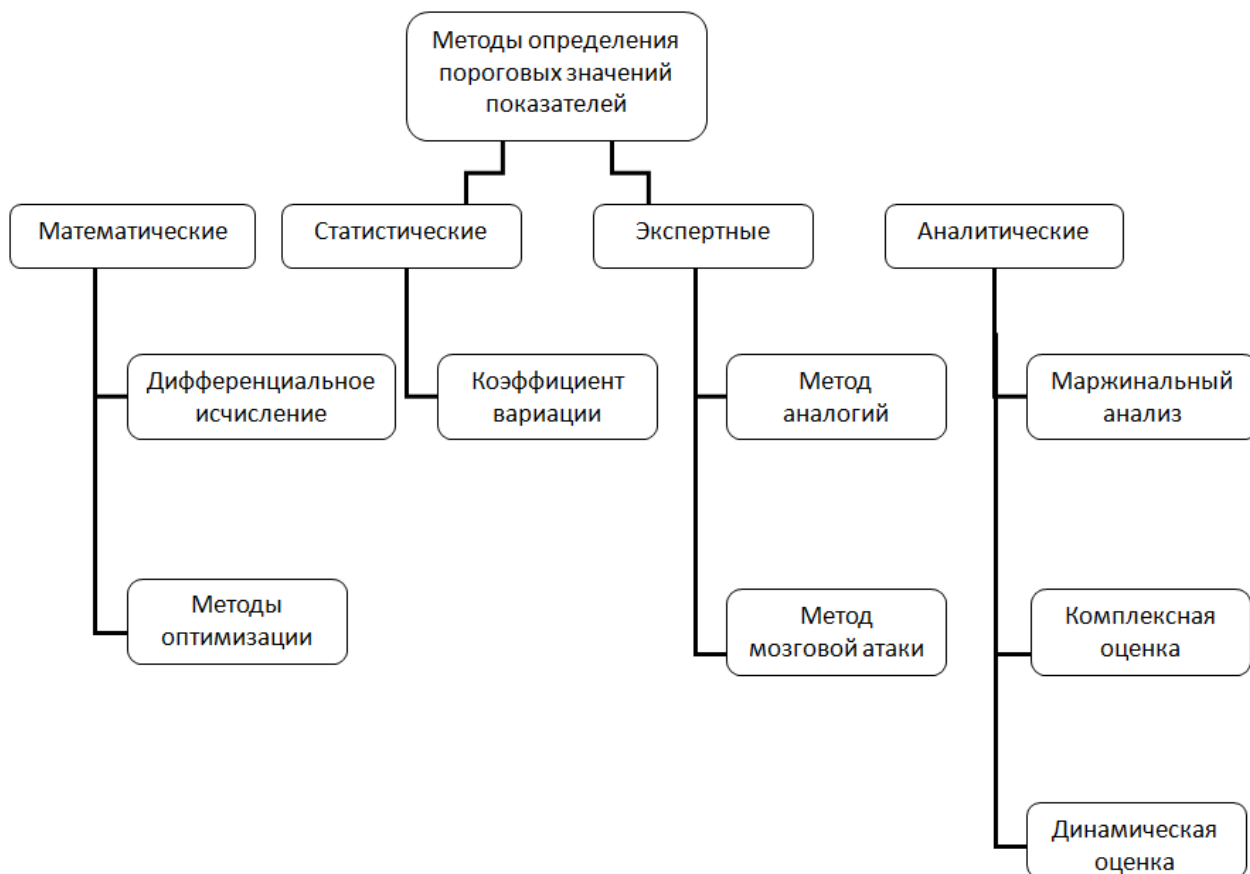 Методы определения
пороговых значений
показателей
Математические
Статистические
Экспертные
Аналитические
Дифференциальное
исчисление
Коэффициент
вариации
Метод
аналогий
Маржинальный
анализ
Методы
оптимизации
Метод
мозговой атаки
Комплексная
оценка
Динамическая
оценка